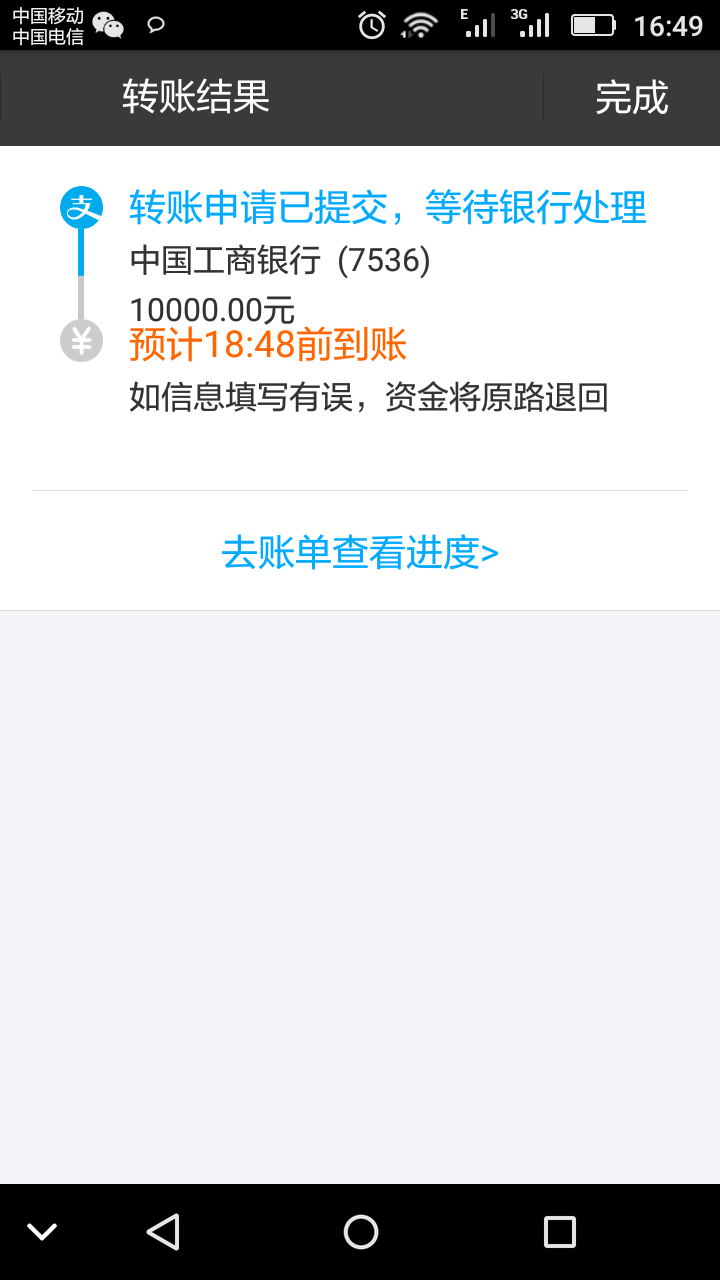 中国移动
中国电信
E
3G
16:49
转账结果
完成
支
转账申请已提交，等待银行处理
中国工商银行 (7536)
10000.00元
¥
预计18:48前到账
如信息填写有误，资金将原路退回
去账单查看进度>